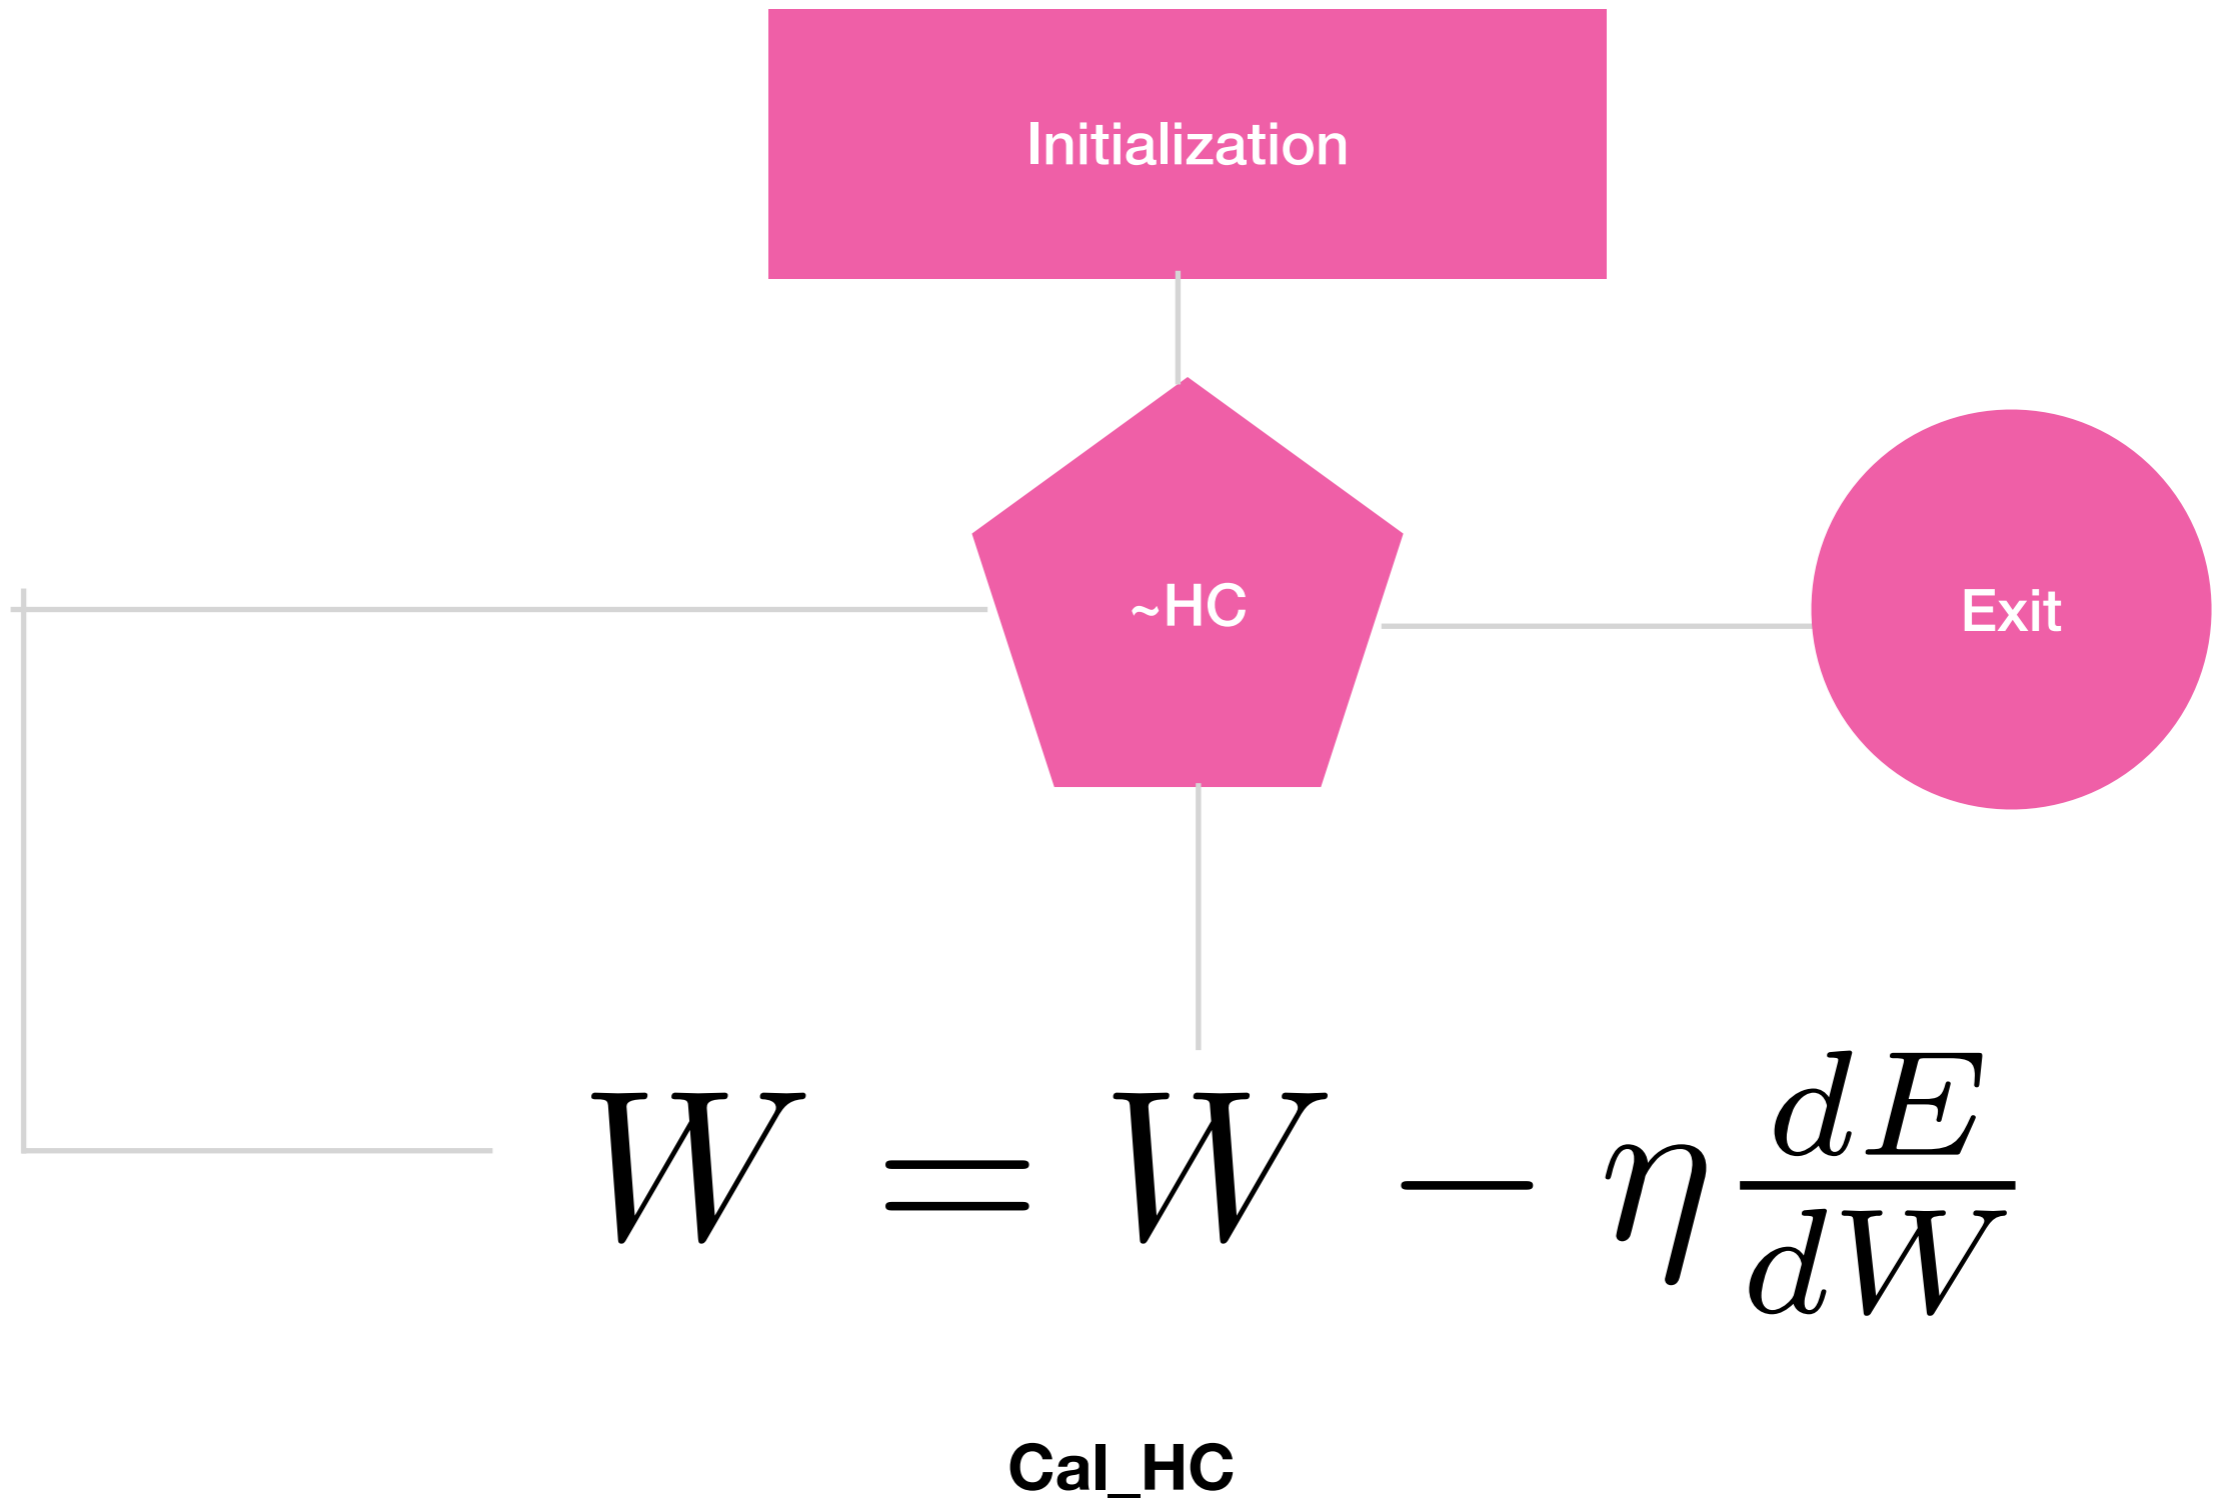 Initialization
~HC
Exit
W = W − η dE/dW
Cal_HC